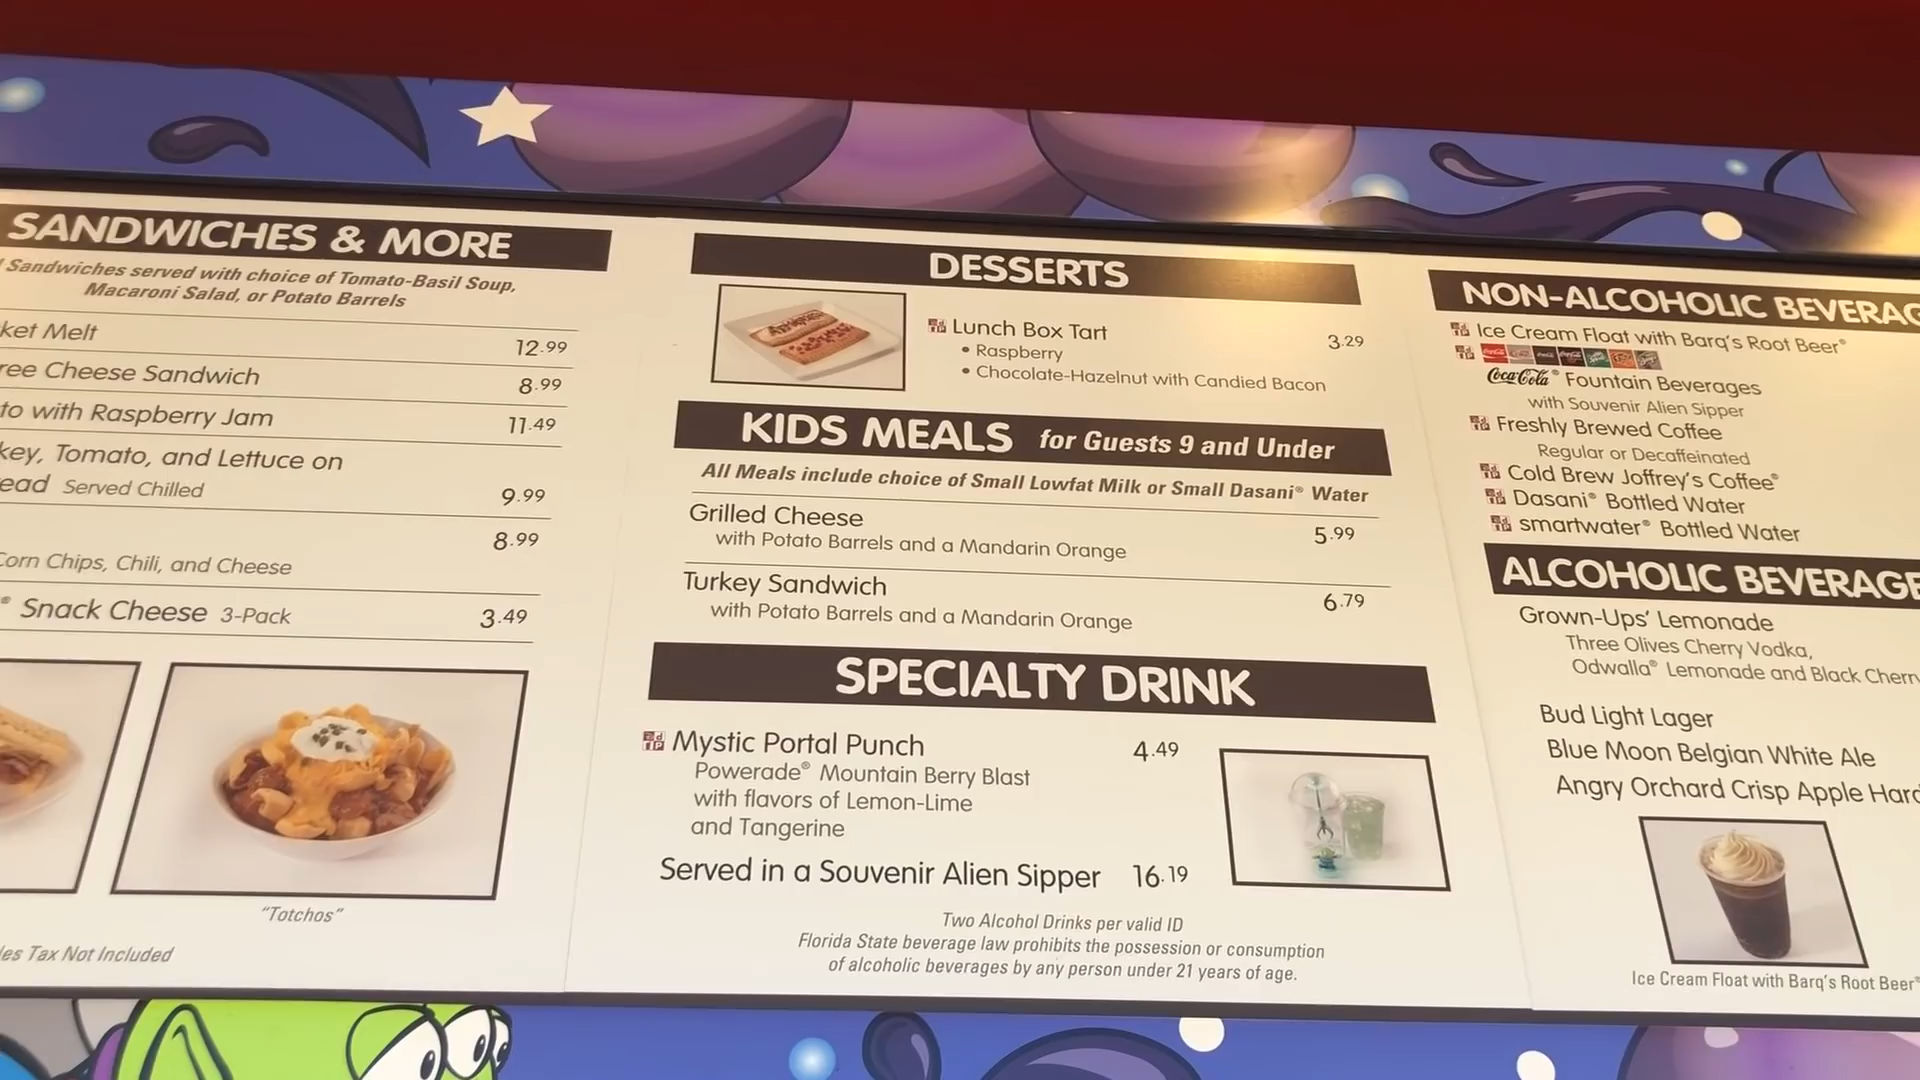 SANDWICHES & MORE
Sandwiches served with choice of Tomato-Basil Soup,
Macaroni Salad, or Potato Barrels
ket Melt 12.99
ree Cheese Sandwich 8.99
to with Raspberry Jam 11.49
key, Tomato, and Lettuce on
ead Served Chilled 9.99
8.99
Corn Chips, Chili, and Cheese
® Snack Cheese 3-Pack 3.49
"Totchos"
les Tax Not Included
DESSERTS
Lunch Box Tart 3.29
• Raspberry
• Chocolate-Hazelnut with Candied Bacon
KIDS MEALS for Guests 9 and Under
All Meals include choice of Small Lowfat Milk or Small Dasani® Water
Grilled Cheese 5.99
with Potato Barrels and a Mandarin Orange
Turkey Sandwich 6.79
with Potato Barrels and a Mandarin Orange
SPECIALTY DRINK
Mystic Portal Punch 4.49
Powerade® Mountain Berry Blast
with flavors of Lemon-Lime
and Tangerine
Served in a Souvenir Alien Sipper 16.19
Two Alcohol Drinks per valid ID
Florida State beverage law prohibits the possession or consumption
of alcoholic beverages by any person under 21 years of age.
NON-ALCOHOLIC BEVERAG
Ice Cream Float with Barq's Root Beer®
Coca-Cola® Fountain Beverages
with Souvenir Alien Sipper
Freshly Brewed Coffee
Regular or Decaffeinated
Cold Brew Joffrey's Coffee®
Dasani® Bottled Water
smartwater® Bottled Water
ALCOHOLIC BEVERAGE
Grown-Ups' Lemonade
Three Olives Cherry Vodka,
Odwalla® Lemonade and Black Cherry
Bud Light Lager
Blue Moon Belgian White Ale
Angry Orchard Crisp Apple Hard
Ice Cream Float with Barq's Root Beer®